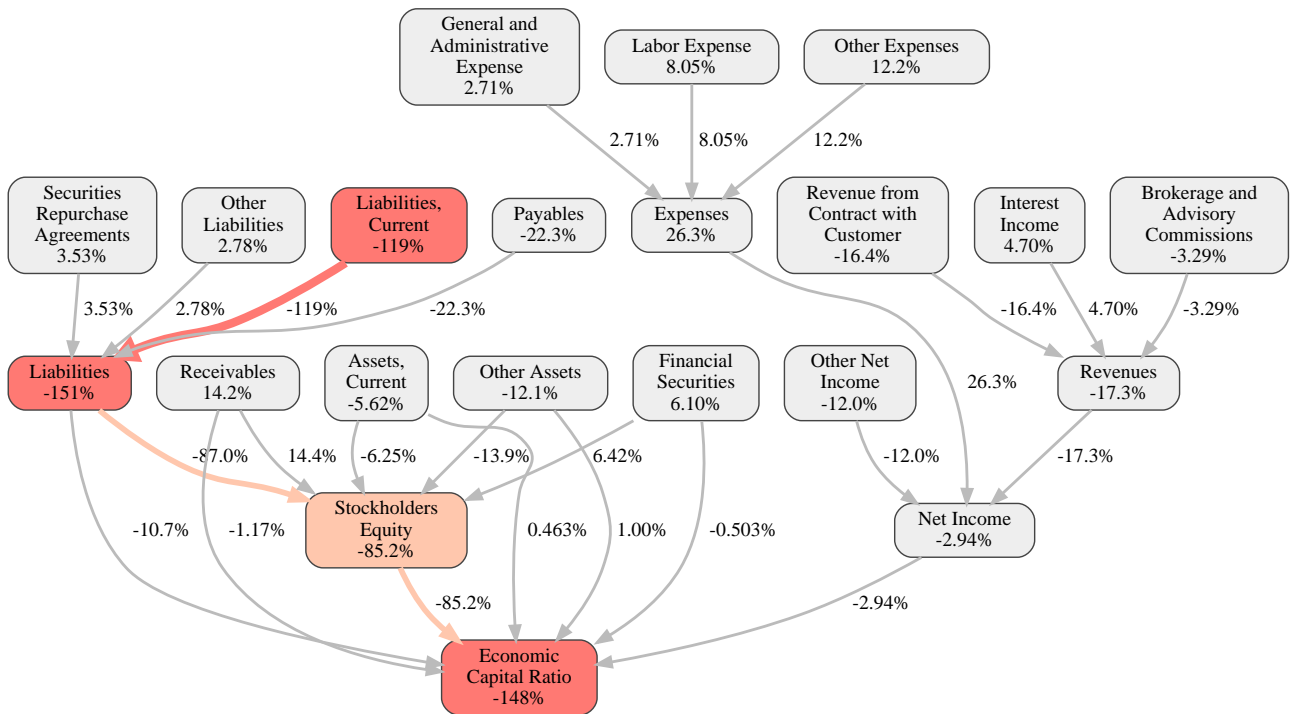 General and
Administrative
Expense
2.71%
Labor Expense
8.05%
Other Expenses
12.2%
2.71%
8.05%
12.2%
Securities
Repurchase
Agreements
3.53%
Other
Liabilities
2.78%
Liabilities,
Current
-119%
Payables
-22.3%
Expenses
26.3%
Revenue from
Contract with
Customer
-16.4%
Interest
Income
4.70%
Brokerage and
Advisory
Commissions
-3.29%
3.53%
2.78%
-119%
-22.3%
-16.4%
4.70%
-3.29%
Liabilities
-151%
Receivables
14.2%
Assets,
Current
-5.62%
Other Assets
-12.1%
Financial
Securities
6.10%
Other Net
Income
-12.0%
26.3%
Revenues
-17.3%
-87.0%
14.4%
-6.25%
-13.9%
6.42%
-12.0%
-17.3%
Stockholders
Equity
-85.2%
Net Income
-2.94%
-10.7%
-1.17%
0.463%
1.00%
-0.503%
-85.2%
-2.94%
Economic
Capital Ratio
-148%